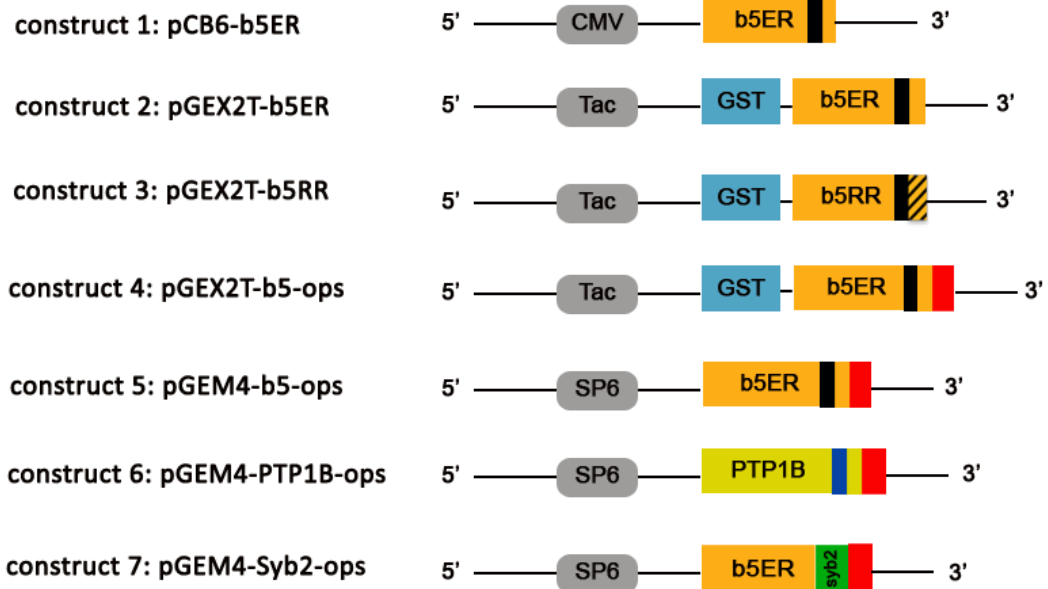 construct 1: pCB6-b5ER 5’ CMV b5ER 3’
construct 2: pGEX2T-b5ER 5’ Tac GST b5ER 3’
construct 3: pGEX2T-b5RR 5’ Tac GST b5RR 3’
construct 4: pGEX2T-b5-ops 5’ Tac GST b5ER 3’
construct 5: pGEM4-b5-ops 5’ SP6 b5ER 3’
construct 6: pGEM4-PTP1B-ops 5’ SP6 PTP1B 3’
construct 7: pGEM4-Syb2-ops 5’ SP6 b5ER syb2 3’